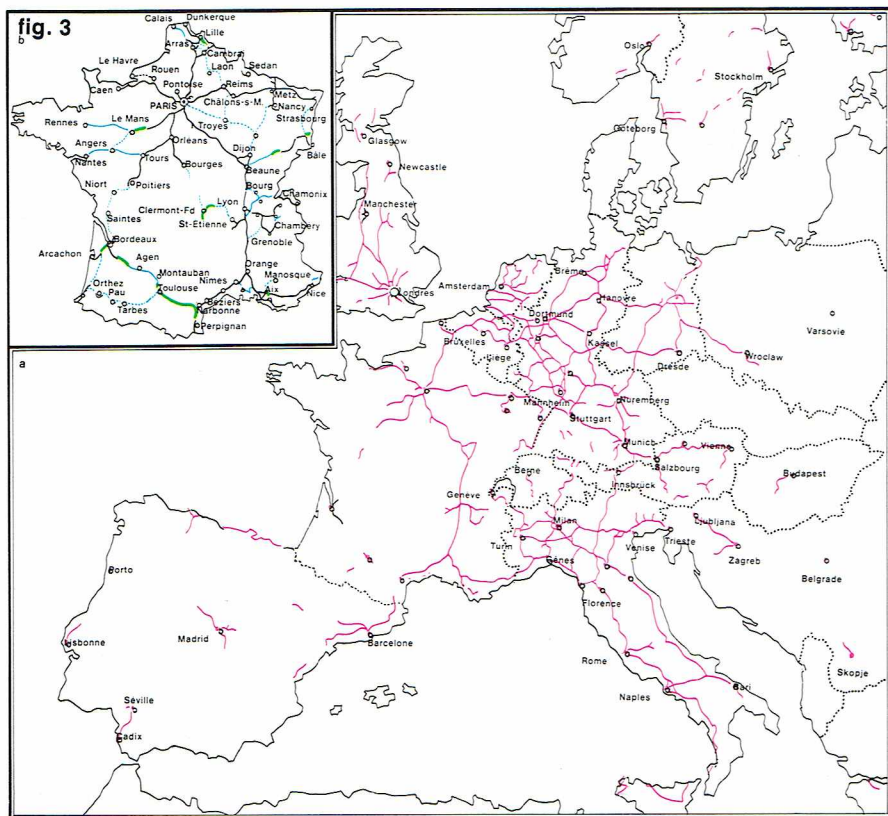 fig. 3
b
Calais
Dunkerque
Lille
Arras
Cambrai
Le Havre
Rouen
Laon
Sedan
Caen
Pontoise
Reims
PARIS
Châlons-s-M.
Metz
Nancy
Strasbourg
Rennes
Le Mans
Troyes
Orléans
Angers
Nantes
Tours
Bourges
Dijon
Bâle
Beaune
Niort
Poitiers
Bourg
Chamonix
Clermont-Fd
Lyon
Saintes
St-Etienne
Chambery
Grenoble
Bordeaux
Arcachon
Agen
Orange
Montauban
Nimes
Manosque
Orthez
Pau
Toulouse
Aix
Nice
Tarbes
Béziers
Narbonne
Perpignan
a
Oslo
Stockholm
Göteborg
Glasgow
Newcastle
Manchester
Londres
Amsterdam
Brême
Hanovre
Dortmund
Varsovie
Bruxelles
Liège
Kassel
Dresde
Wroclaw
Mannheim
Nuremberg
Stuttgart
Munich
Vienne
Salzbourg
Budapest
Berne
Innsbrück
Genève
Milan
Ljubljana
Turin
Venise
Trieste
Zagreb
Gênes
Belgrade
Porto
Florence
Lisbonne
Madrid
Barcelone
Rome
Skopje
Séville
Naples
Bari
Cadix